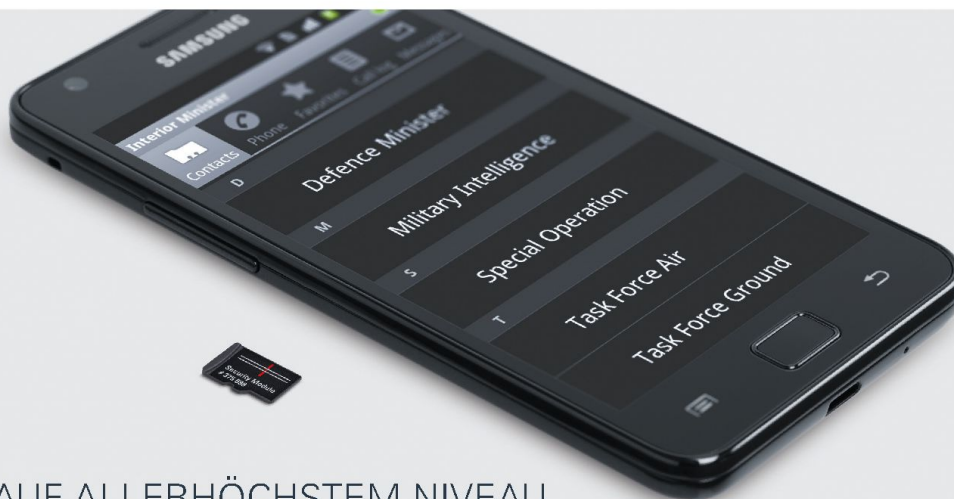 SAMSUNG
Interior Minister
Contacts
Phone
Favorites
Call log
Messages
D
Defence Minister
M
Military Intelligence
S
Special Operation
T
Task Force Air
Task Force Ground
Security Module
AUF ALLERHÖCHSTEM NIVEAU